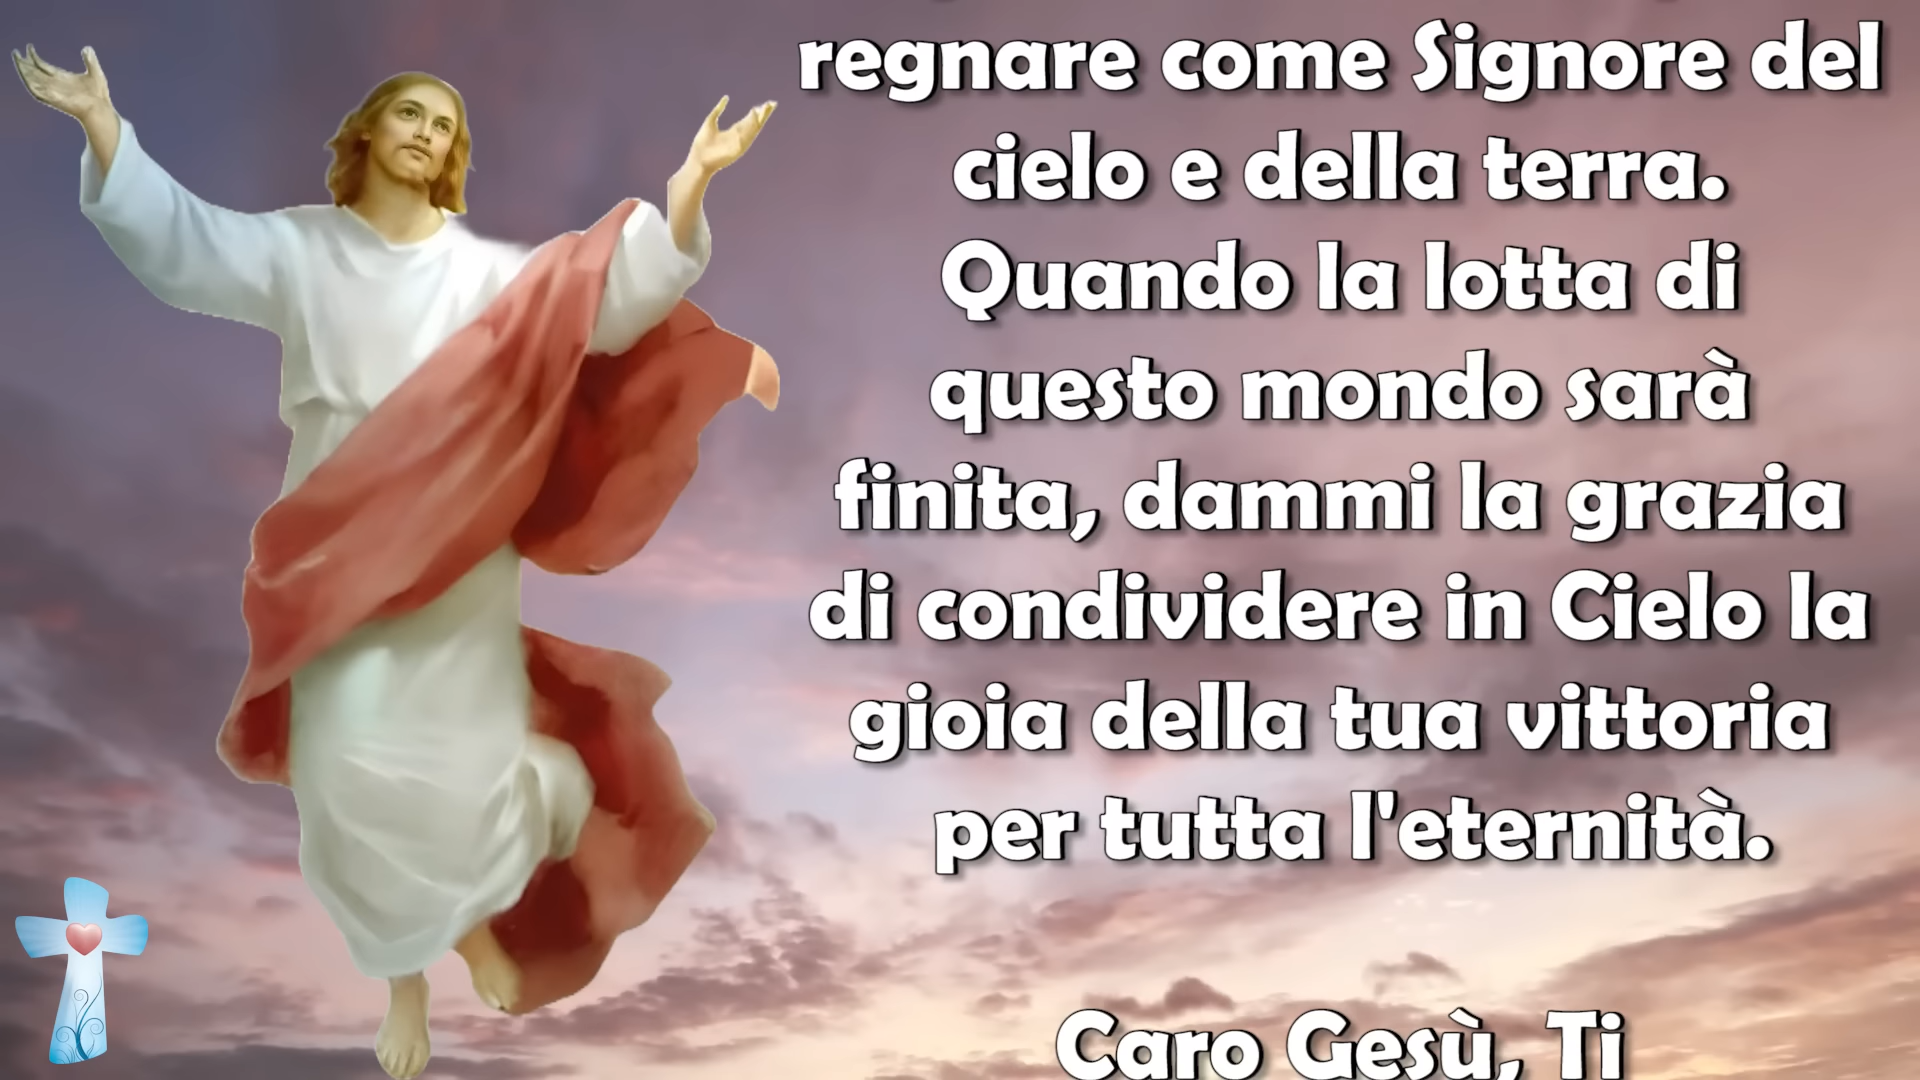 regnare come Signore del
cielo e della terra.
Quando la lotta di
questo mondo sarà
finita, dammi la grazia
di condividere in Cielo la
gioia della tua vittoria
per tutta l'eternità.
Caro Gesù, Ti